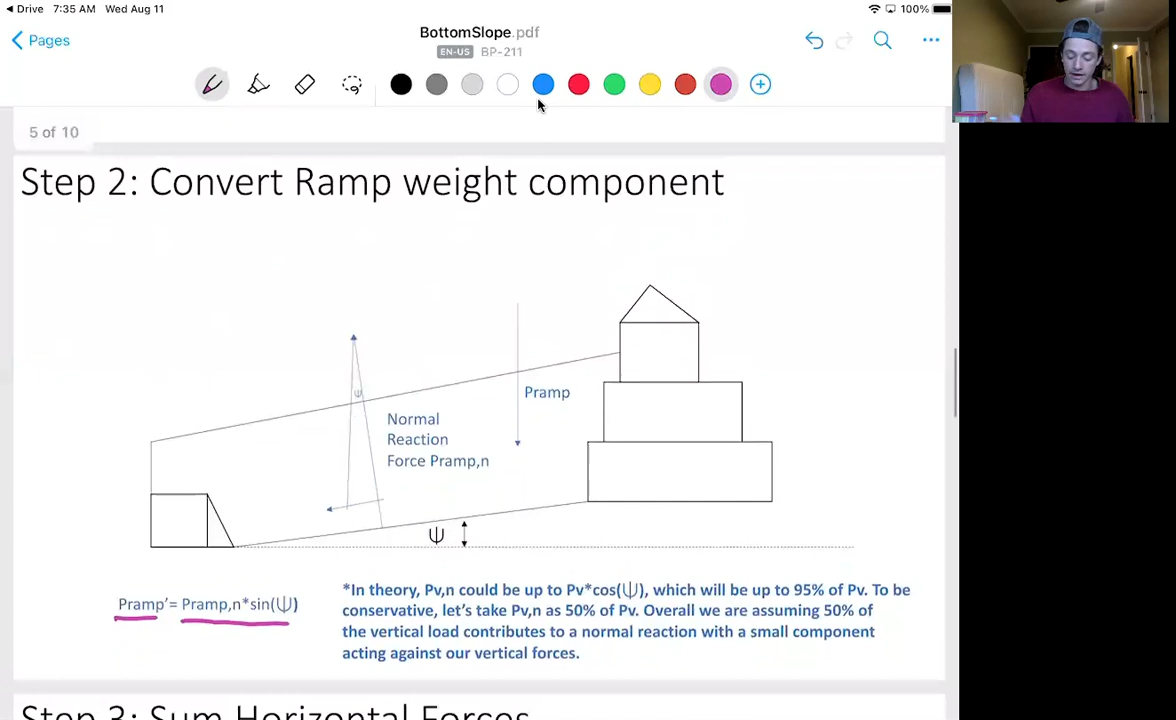 Drive 7:35 AM Wed Aug 11 100%
Pages
BottomSlope.pdf
EN-US BP-211
5 of 10
Step 2: Convert Ramp weight component
ψ
Pramp
Normal
Reaction
Force Pramp,n
ψ
Pramp'= Pramp,n*sin(ψ)
*In theory, Pv,n could be up to Pv*cos(ψ), which will be up to 95% of Pv. To be
conservative, let's take Pv,n as 50% of Pv. Overall we are assuming 50% of
the vertical load contributes to a normal reaction with a small component
acting against our vertical forces.
Step 3: Sum Horizontal Forces